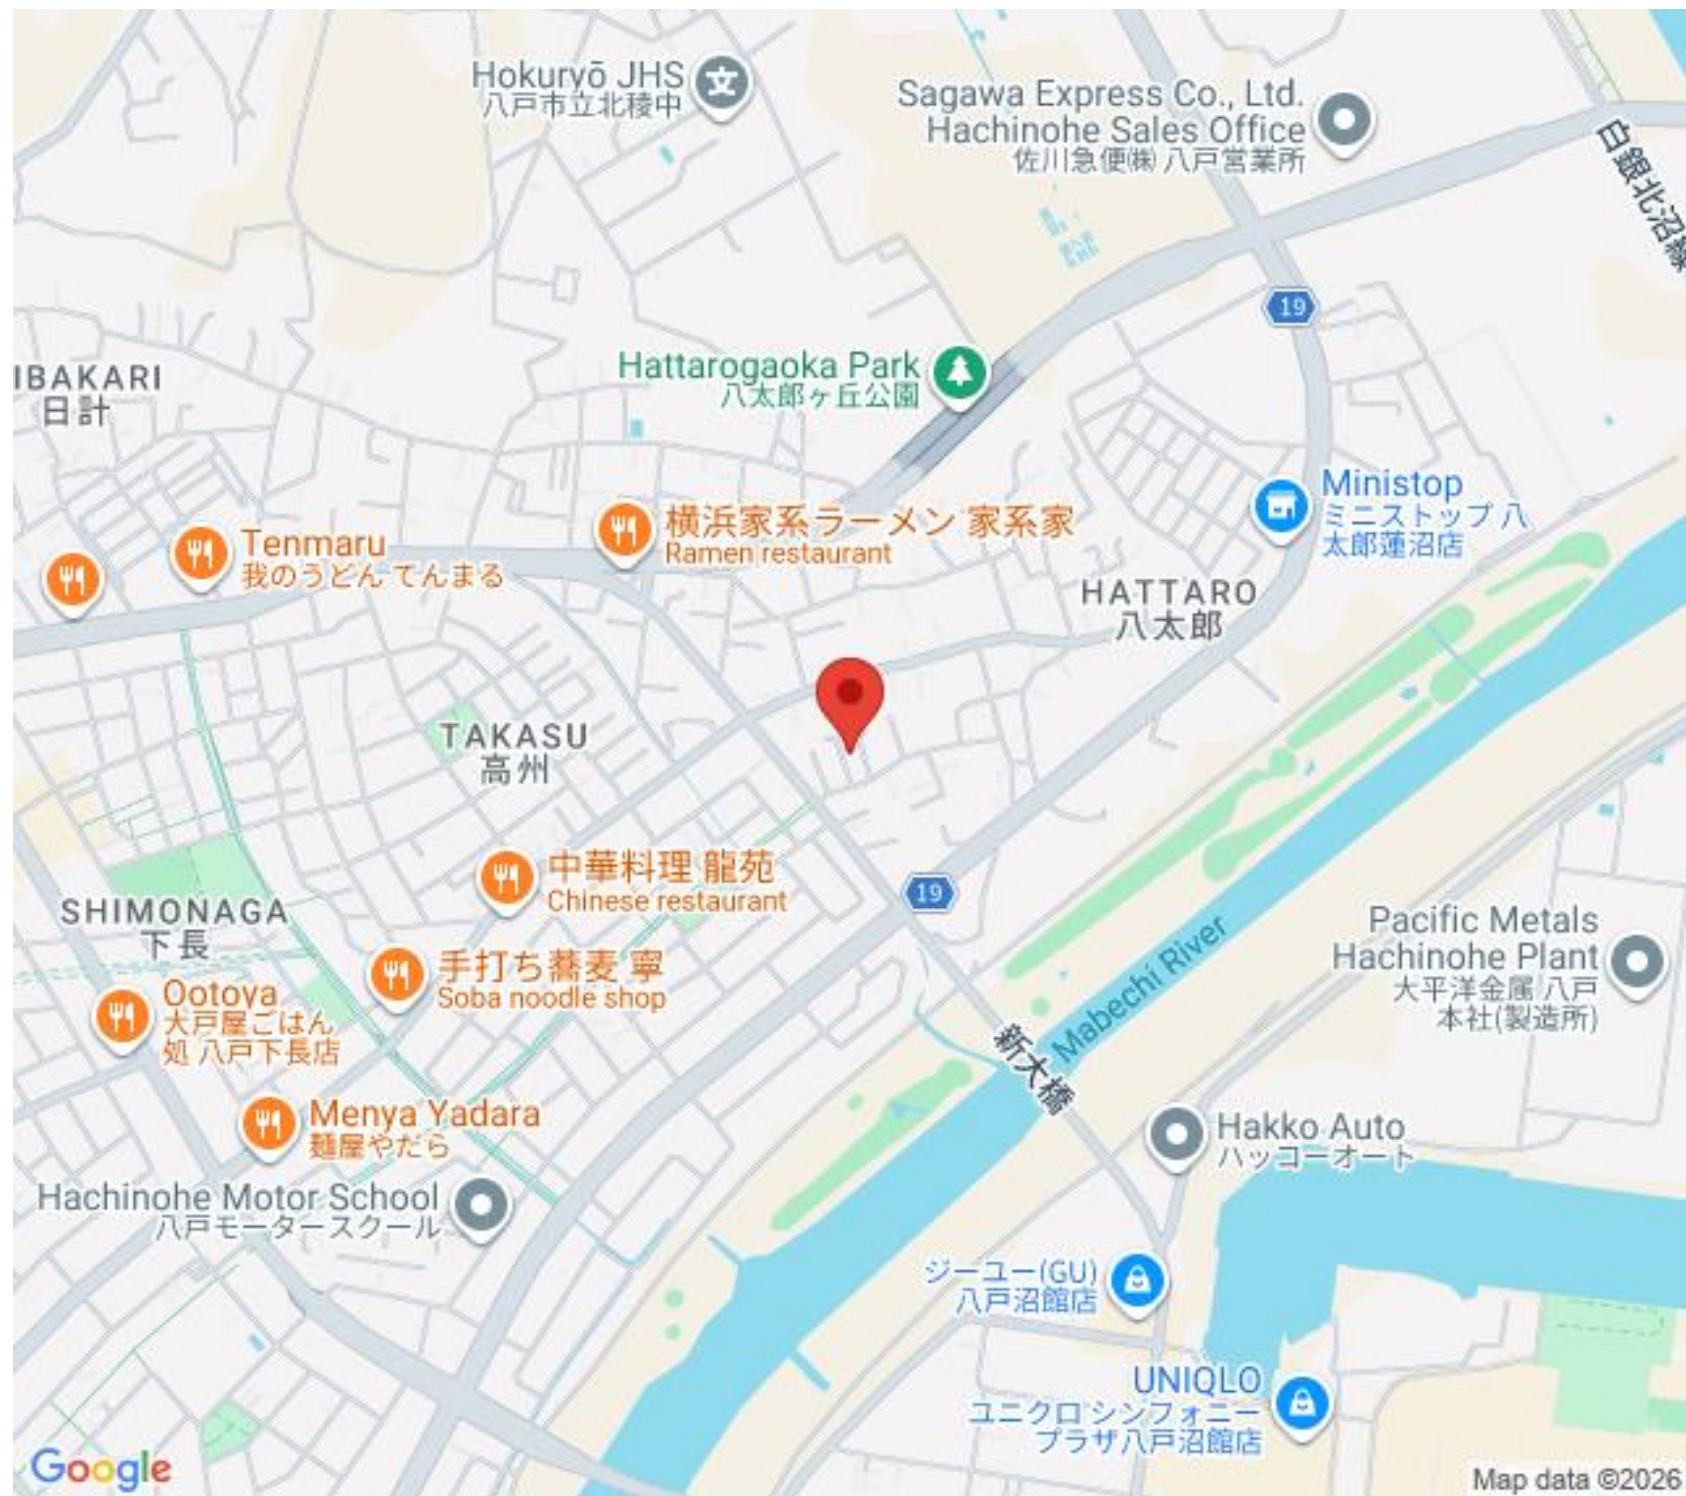 Hokuryō JHS
八戸市立北稜中
Sagawa Express Co., Ltd.
Hachinohe Sales Office
佐川急便㈱ 八戸営業所
白銀北沼線
19
Hattarogaoka Park
八太郎ヶ丘公園
IBAKARI
日計
Ministop
ミニストップ 八
太郎蓮沼店
横浜家系ラーメン 家系家
Ramen restaurant
Tenmaru
我のうどん てんまる
HATTARO
八太郎
TAKASU
高州
中華料理 龍苑
Chinese restaurant
19
SHIMONAGA
下長
Pacific Metals
Hachinohe Plant
大平洋金属 八戸
本社(製造所)
手打ち蕎麦 寧
Soba noodle shop
Mabechi River
Ootoya
大戸屋ごはん
処 八戸下長店
新大橋
Menya Yadara
麺屋やだら
Hakko Auto
ハッコーオート
Hachinohe Motor School
八戸モータースクール
ジーユー(GU)
八戸沼館店
UNIQLO
ユニクロ シンフォニー
プラザ八戸沼館店
Google
Map data ©2026